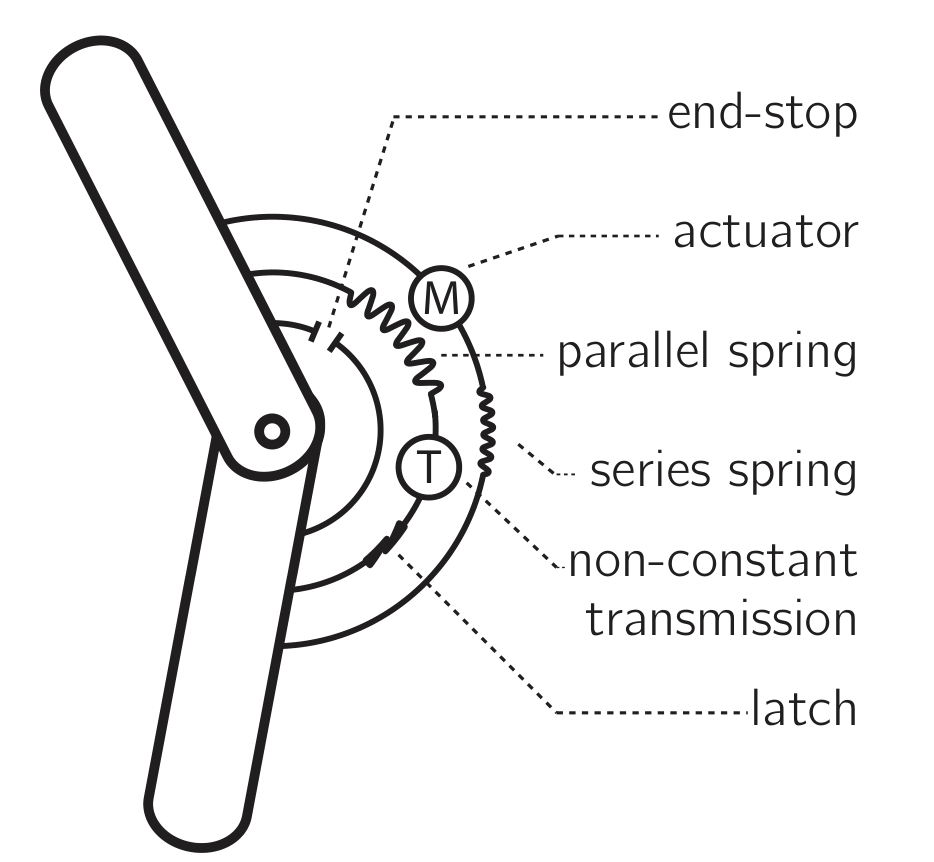 end-stop
actuator
M
parallel spring
series spring
T
non-constant
transmission
latch